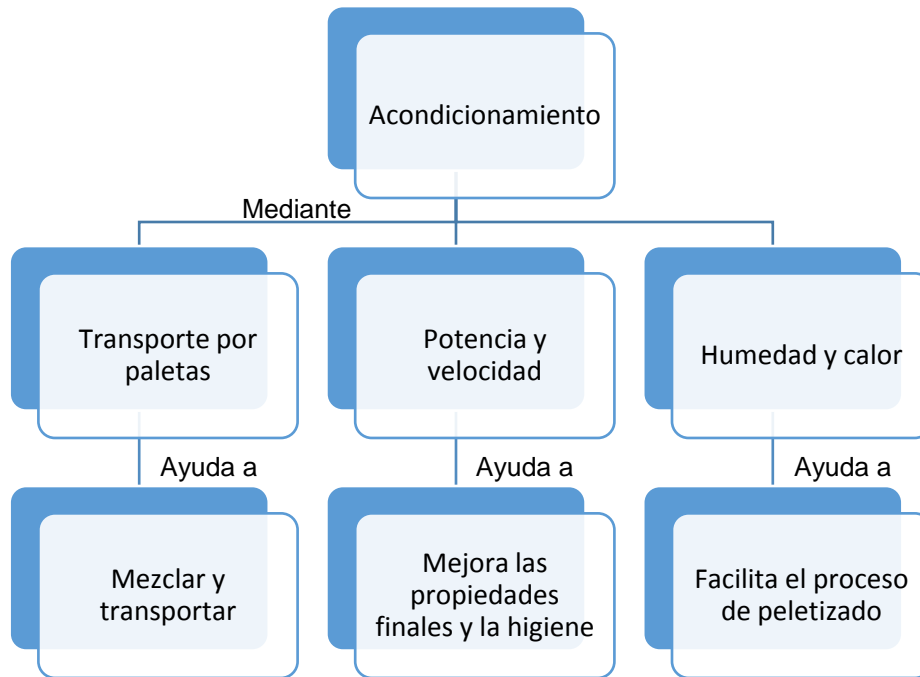 Acondicionamiento
Mediante
Transporte por
paletas
Potencia y
velocidad
Humedad y calor
Ayuda a
Ayuda a
Ayuda a
Mezclar y
transportar
Mejora las
propiedades
finales y la higiene
Facilita el proceso
de peletizado